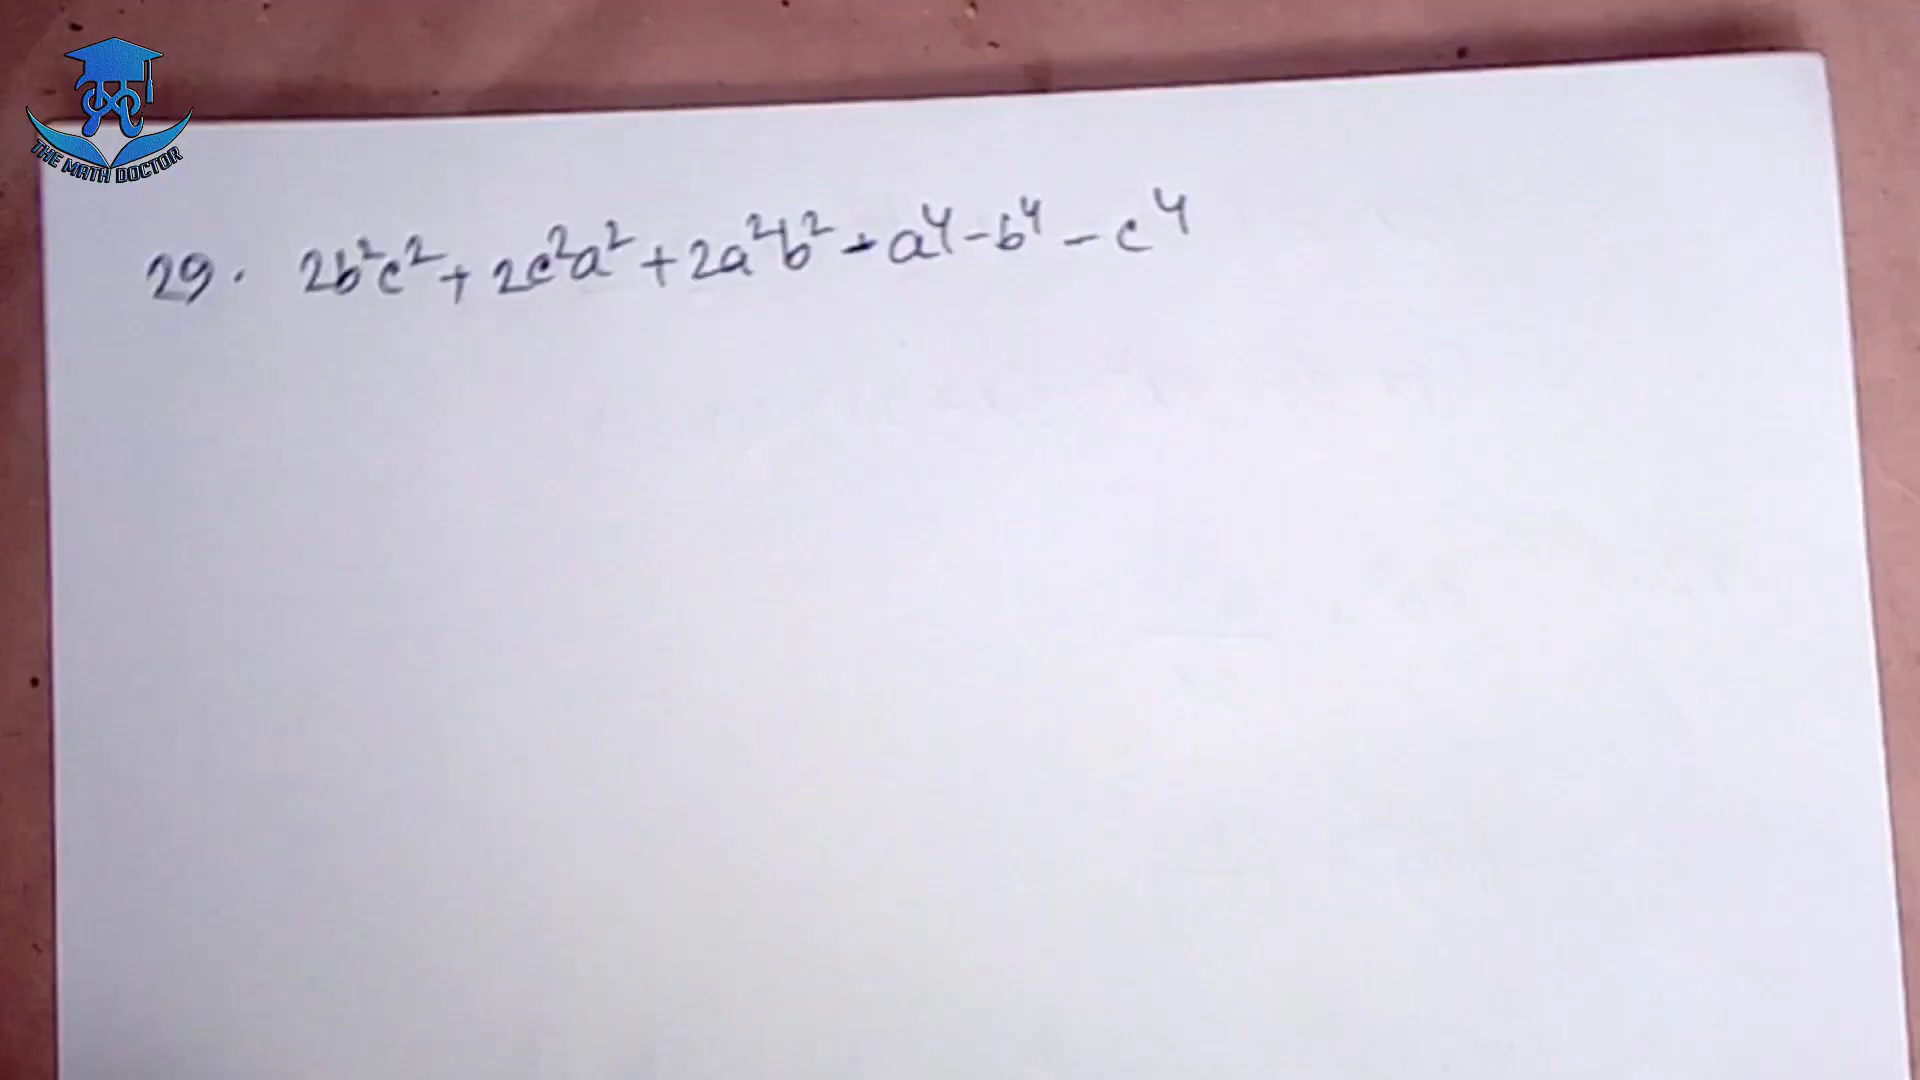 THE MATH DOCTOR
29. 2b²c² + 2c²a² + 2a²b² - a⁴ - b⁴ - c⁴